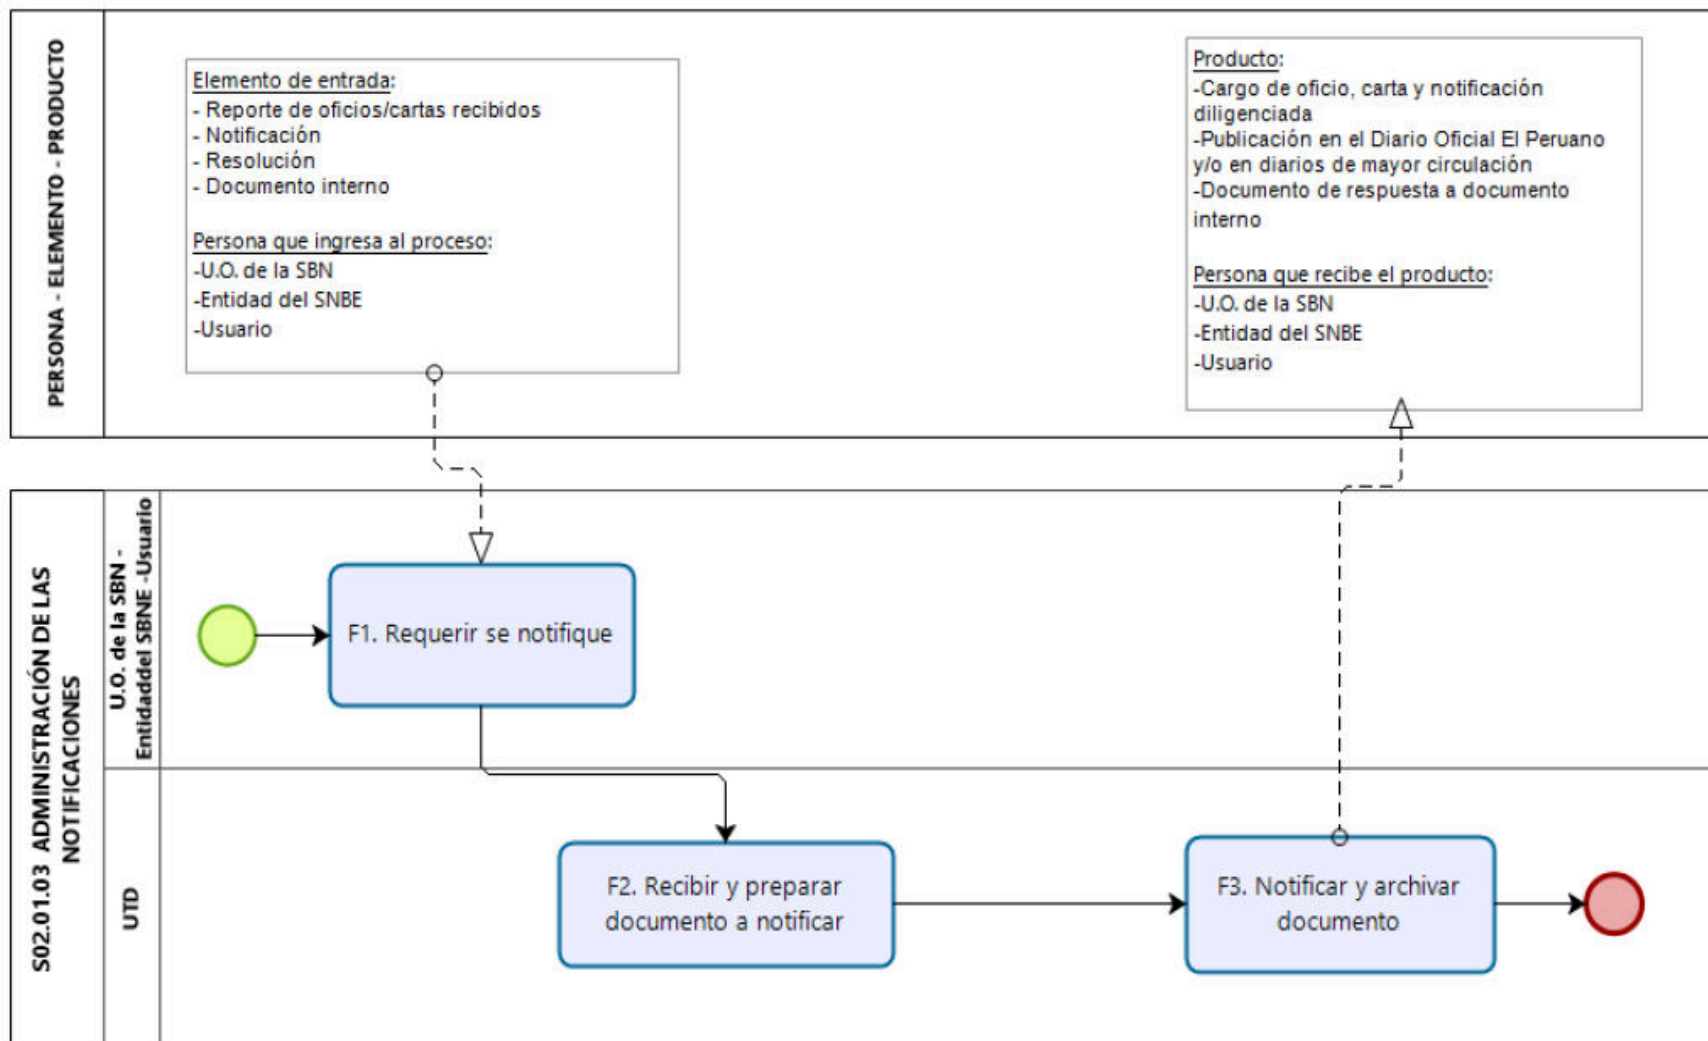 PERSONA - ELEMENTO - PRODUCTO
Elemento de entrada:
- Reporte de oficios/cartas recibidos
- Notificación
- Resolución
- Documento interno
Persona que ingresa al proceso:
-U.O. de la SBN
-Entidad del SNBE
-Usuario
Producto:
-Cargo de oficio, carta y notificación
diligenciada
-Publicación en el Diario Oficial El Peruano
y/o en diarios de mayor circulación
-Documento de respuesta a documento
interno
Persona que recibe el producto:
-U.O. de la SBN
-Entidad del SNBE
-Usuario
S02.01.03 ADMINISTRACIÓN DE LAS
NOTIFICACIONES
U.O. de la SBN -
Entidaddel SBNE -Usuario
F1. Requerir se notifique
UTD
F2. Recibir y preparar
documento a notificar
F3. Notificar y archivar
documento